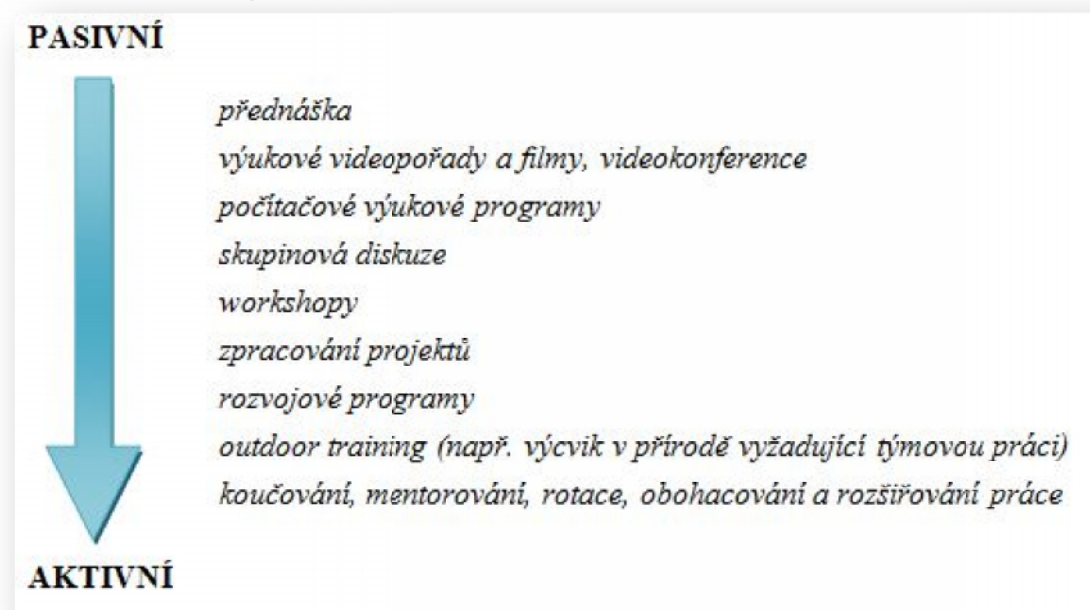 PASIVNÍ
přednáška
výukové videopořady a filmy, videokonference
počítačové výukové programy
skupinová diskuze
workshopy
zpracování projektů
rozvojové programy
outdoor training (např. výcvik v přírodě vyžadující týmovou práci)
koučování, mentorování, rotace, obohacování a rozšiřování práce
AKTIVNÍ